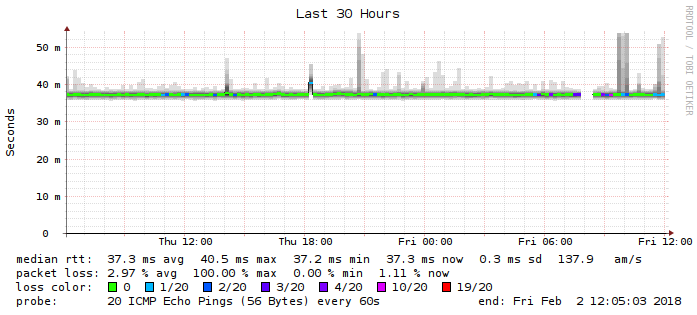 Last 30 Hours
RRDTOOL / TOBI OETIKER
Seconds
50 m
40 m
30 m
20 m
10 m
0
Thu 12:00 Thu 18:00 Fri 00:00 Fri 06:00 Fri 12:00
median rtt: 37.3 ms avg 40.5 ms max 37.2 ms min 37.3 ms now 0.3 ms sd 137.9 am/s
packet loss: 2.97 % avg 100.00 % max 0.00 % min 1.11 % now
loss color: 0 1/20 2/20 3/20 4/20 10/20 19/20
probe: 20 ICMP Echo Pings (56 Bytes) every 60s end: Fri Feb 2 12:05:03 2018